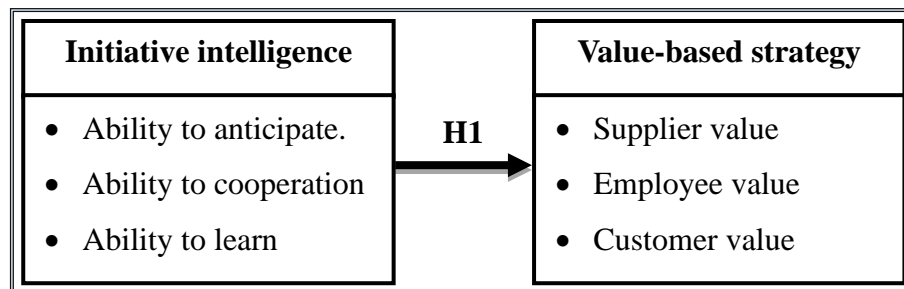 Initiative intelligence
• Ability to anticipate.
• Ability to cooperation
• Ability to learn
H1
Value-based strategy
• Supplier value
• Employee value
• Customer value